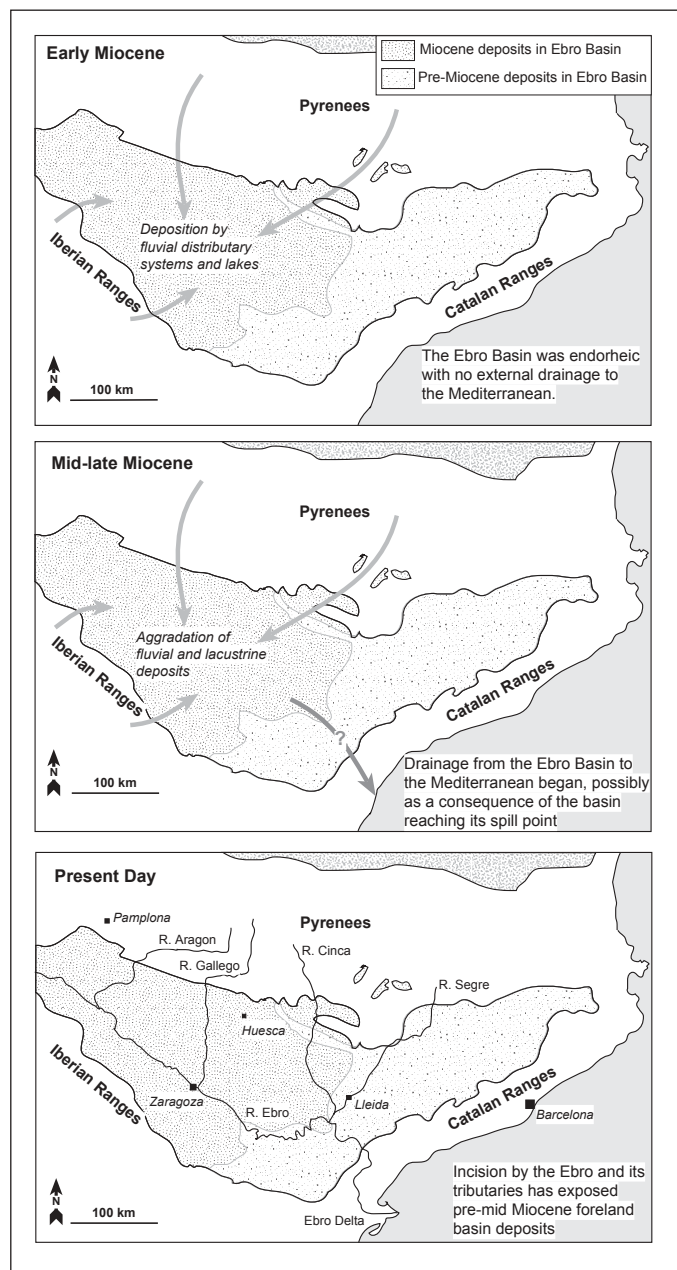 Early Miocene
Miocene deposits in Ebro Basin
Pre-Miocene deposits in Ebro Basin
Pyrenees
Deposition by
fluvial distributary
systems and lakes
Iberian Ranges
Catalan Ranges
The Ebro Basin was endorheic
with no external drainage to
the Mediterranean.
N
100 km
Mid-late Miocene
Pyrenees
Aggradation of
fluvial and lacustrine
deposits
Iberian Ranges
Catalan Ranges
?
Drainage from the Ebro Basin to
the Mediterranean began, possibly
as a consequence of the basin
reaching its spill point
N
100 km
Present Day
Pamplona
Pyrenees
R. Aragon
R. Gallego
R. Cinca
R. Segre
Huesca
Iberian Ranges
Zaragoza
R. Ebro
Lleida
Catalan Ranges
Barcelona
Incision by the Ebro and its
tributaries has exposed
pre-mid Miocene foreland
basin deposits
N
100 km
Ebro Delta